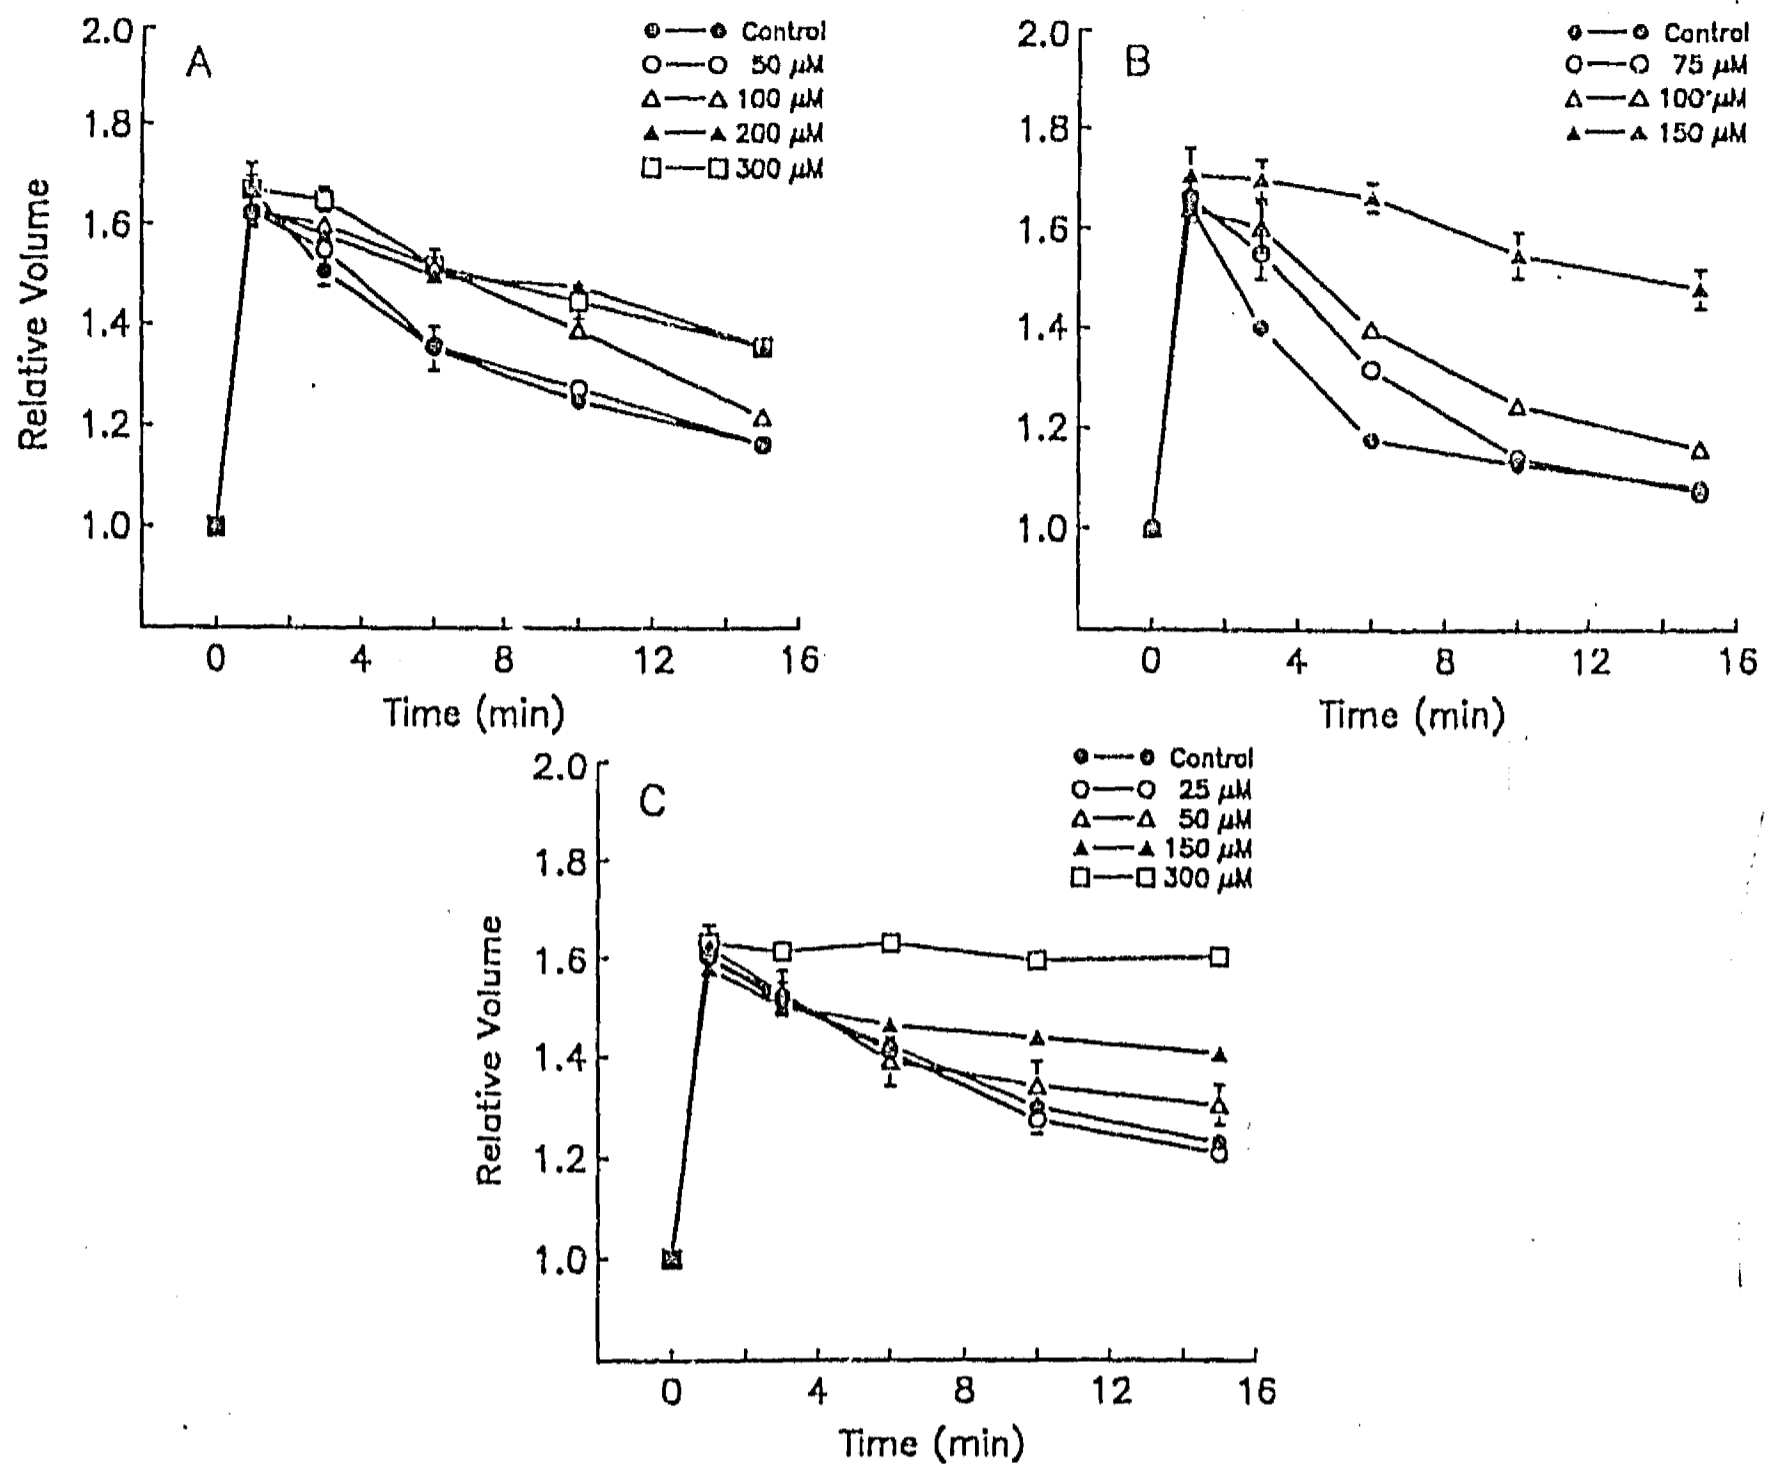 A
Control
50 μM
100 μM
200 μM
300 μM
2.0
1.8
1.6
1.4
1.2
1.0
Relative Volume
0 4 8 12 16
Time (min)
B
Control
75 μM
100 μM
150 μM
2.0
1.8
1.6
1.4
1.2
1.0
0 4 8 12 16
Time (min)
C
Control
25 μM
50 μM
150 μM
300 μM
2.0
1.8
1.6
1.4
1.2
1.0
Relative Volume
0 4 8 12 16
Time (min)